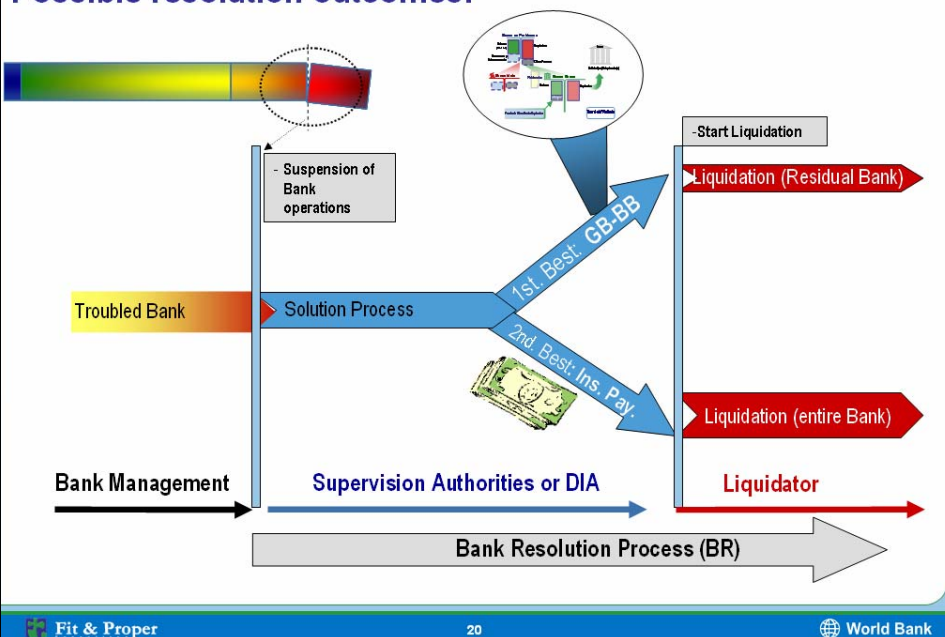 Possible resolution outcomes:
- Suspension of
Bank
operations
-Start Liquidation
Liquidation (Residual Bank)
1st. Best: GB-BB
Troubled Bank
Solution Process
2nd. Best: Ins. Pay.
Liquidation (entire Bank)
Bank Management
Supervision Authorities or DIA
Liquidator
Bank Resolution Process (BR)
Fit & Proper
20
World Bank